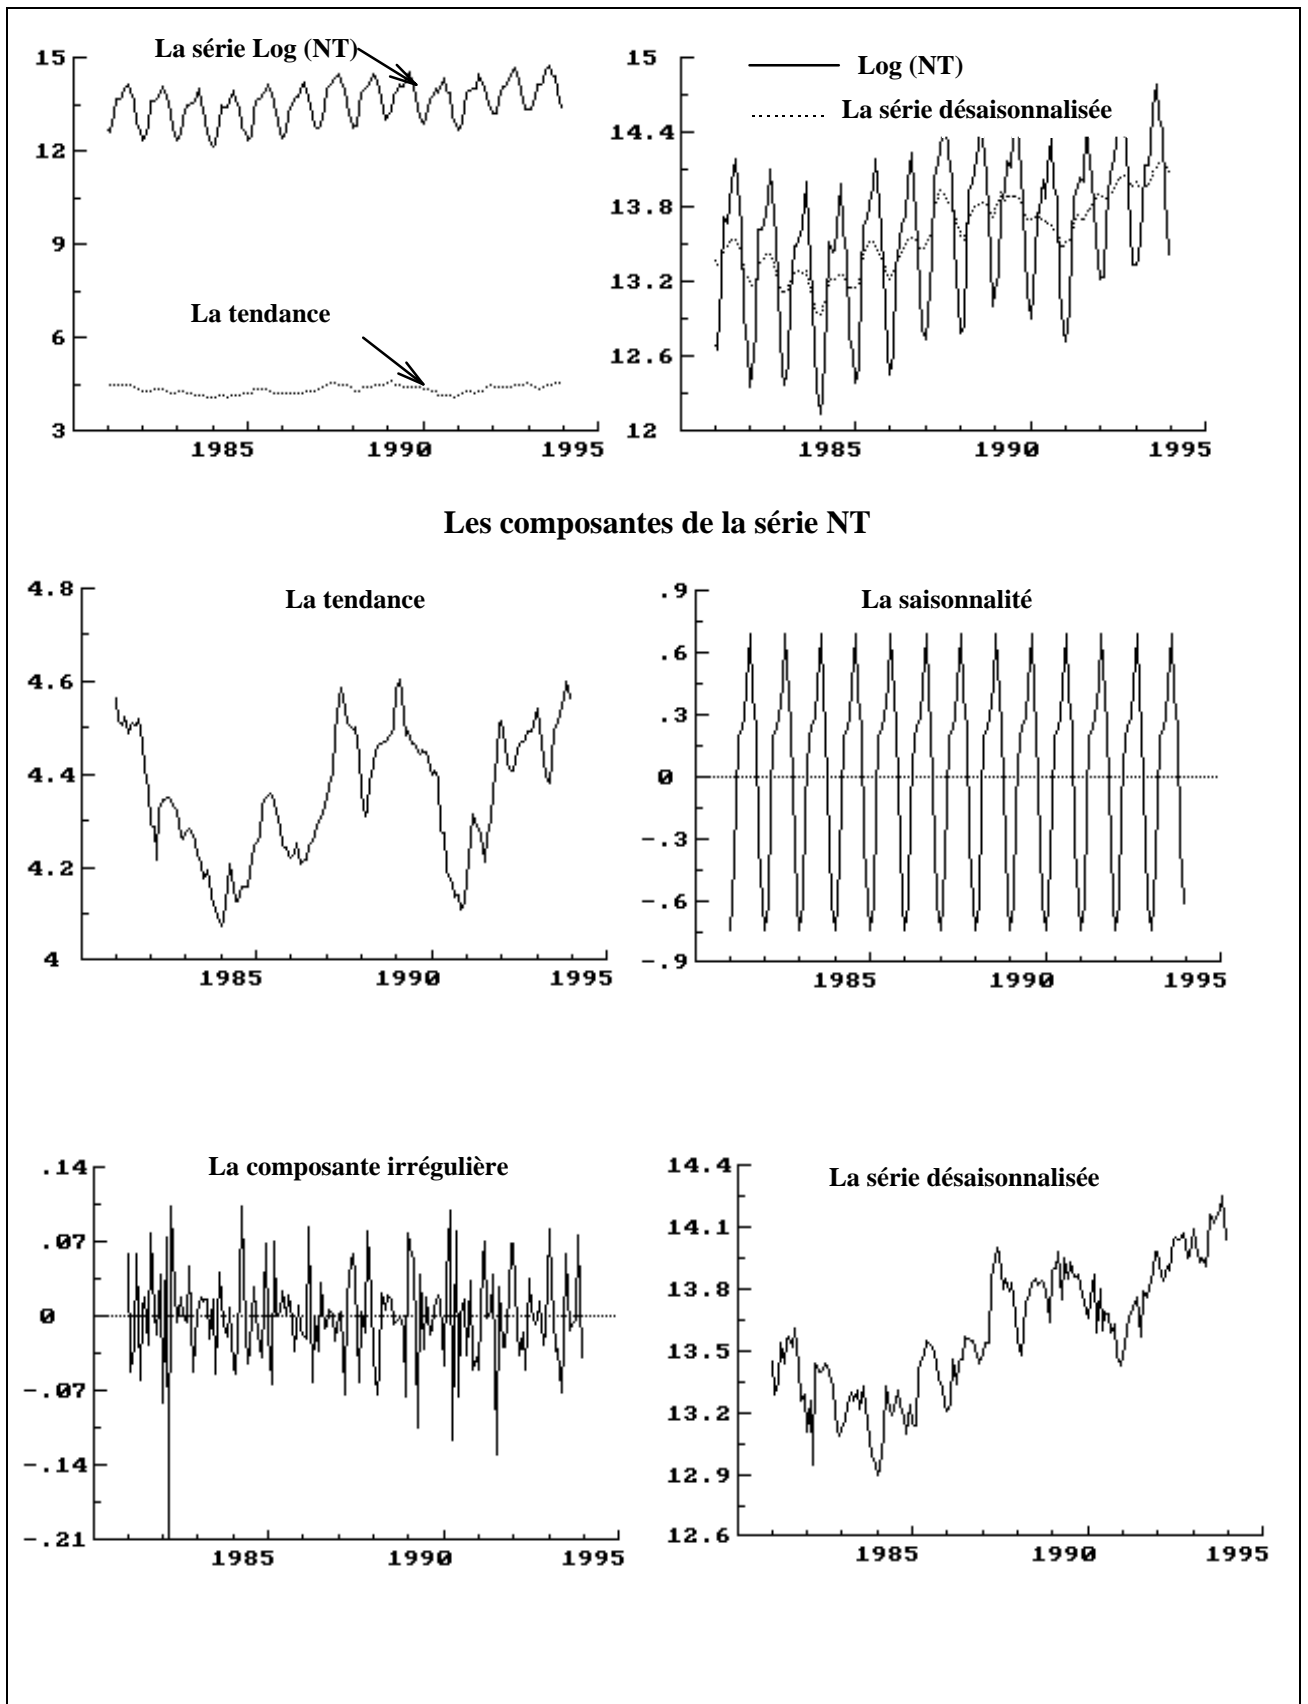 La série Log (NT)
15
12
9
6
3
La tendance
1985 1990 1995
15
14.4
13.8
13.2
12.6
12
Log (NT)
La série désaisonnalisée
1985 1990 1995
Les composantes de la série NT
La tendance
4.8
4.6
4.4
4.2
4
1985 1990 1995
La saisonnalité
.9
.6
.3
0
-.3
-.6
-.9
1985 1990 1995
La composante irrégulière
.14
.07
0
-.07
-.14
-.21
1985 1990 1995
La série désaisonnalisée
14.4
14.1
13.8
13.5
13.2
12.9
12.6
1985 1990 1995